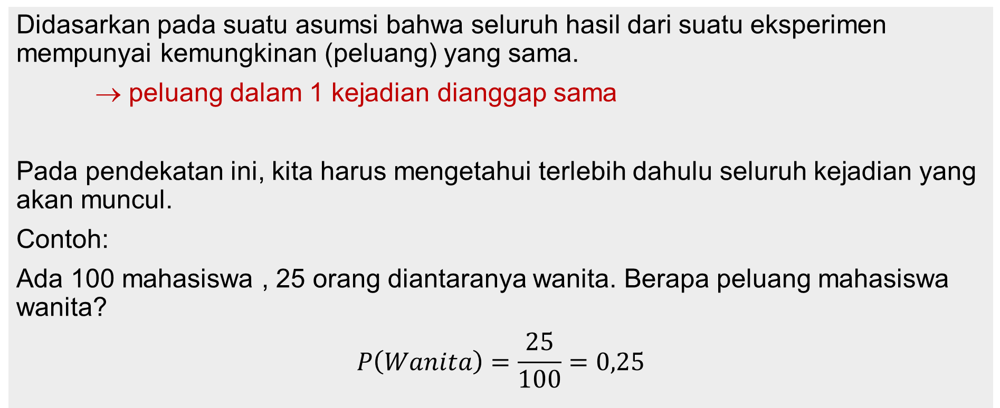 Didasarkan pada suatu asumsi bahwa seluruh hasil dari suatu eksperimen
mempunyai kemungkinan (peluang) yang sama.
→ peluang dalam 1 kejadian dianggap sama
Pada pendekatan ini, kita harus mengetahui terlebih dahulu seluruh kejadian yang
akan muncul.
Contoh:
Ada 100 mahasiswa , 25 orang diantaranya wanita. Berapa peluang mahasiswa
wanita?
P(Wanita) = 25/100 = 0,25